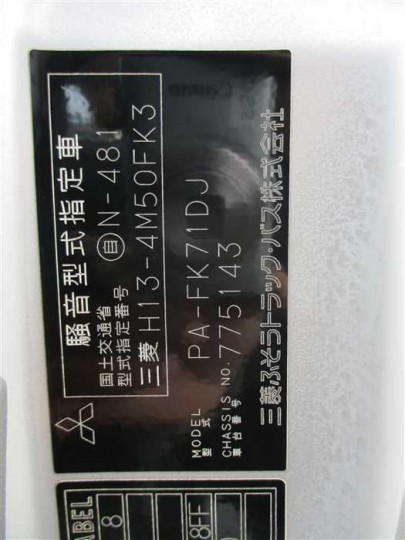 騒音型式指定車
国土交通省
型式指定番号
自 N-481
三菱 H13-4M50FK3
MODEL PA-FK71DJ
型式
CHASSIS NO. 775143
車台番号
三菱ふそうトラック・バス株式会社
ABEL
8
8FF